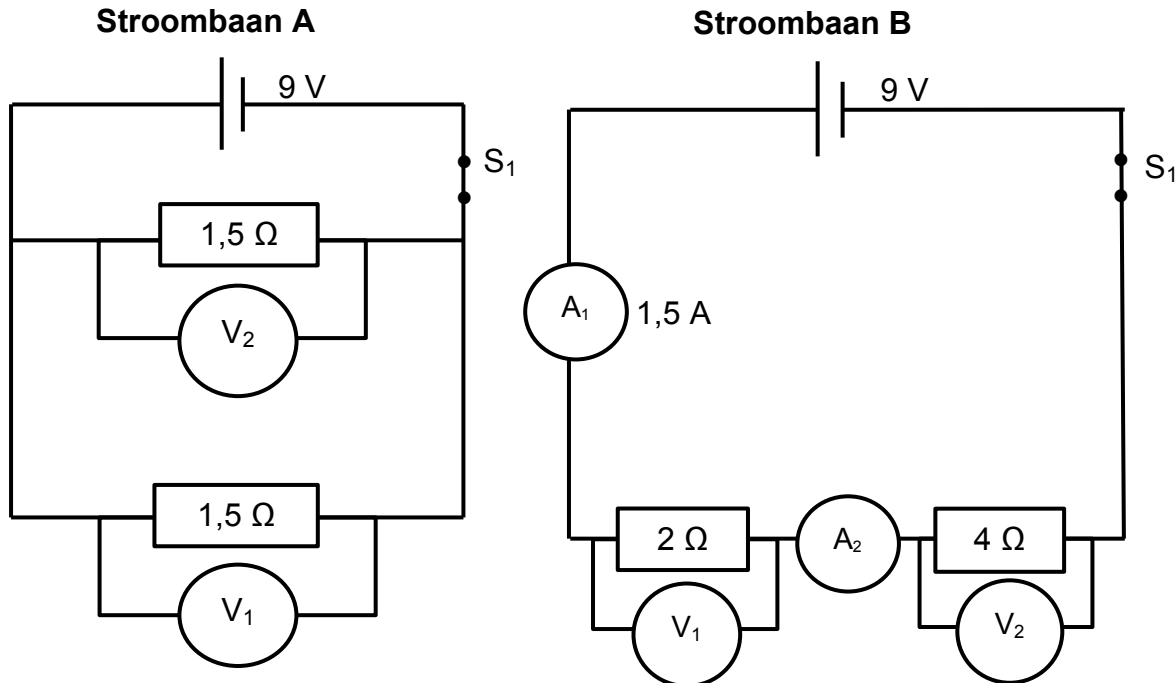 Stroombaan A
9 V
S₁
1,5 Ω
V₂
1,5 Ω
V₁
Stroombaan B
9 V
S₁
A₁
1,5 A
2 Ω
A₂
4 Ω
V₁
V₂